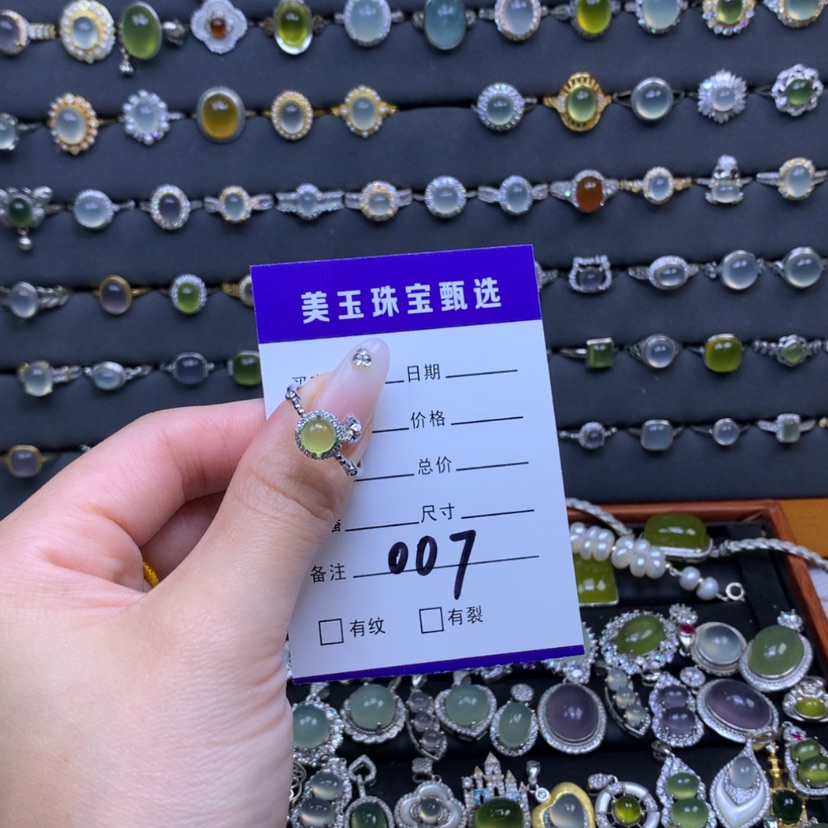 美玉珠宝甄选
日期
价格
总价
尺寸
备注 007
有纹 有裂